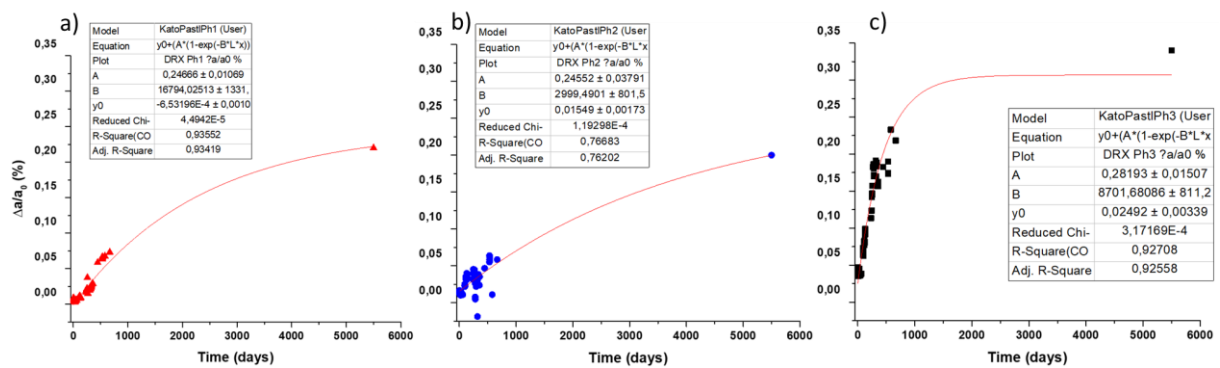 a)
Model KatoPastlPh1 (User)
Equation y0+(A*(1-exp(-B*L*x))
Plot DRX Ph1 ?a/a0 %
A 0,24666 ± 0,01069
B 16794,02513 ± 1331,
y0 -6,53196E-4 ± 0,0010
Reduced Chi- 4,4942E-5
R-Square(CO 0,93552
Adj. R-Square 0,93419
0,35
0,30
0,25
0,20
0,15
0,10
0,05
0,00
Δa/a0 (%)
0 1000 2000 3000 4000 5000 6000
Time (days)
b)
Model KatoPastlPh2 (User)
Equation y0+(A*(1-exp(-B*L*x
Plot DRX Ph2 ?a/a0 %
A 0,24552 ± 0,03791
B 2999,4901 ± 801,5
y0 0,01549 ± 0,00173
Reduced Chi- 1,19298E-4
R-Square(CO 0,76683
Adj. R-Square 0,76202
0,35
0,30
0,25
0,20
0,15
0,10
0,05
0,00
0 1000 2000 3000 4000 5000 6000
Time (days)
c)
0,35
0,30
0,25
0,20
0,15
0,10
0,05
0,00
Model KatoPastlPh3 (User
Equation y0+(A*(1-exp(-B*L*x
Plot DRX Ph3 ?a/a0 %
A 0,28193 ± 0,01507
B 8701,68086 ± 811,2
y0 0,02492 ± 0,00339
Reduced Chi- 3,17169E-4
R-Square(CO 0,92708
Adj. R-Square 0,92558
0 1000 2000 3000 4000 5000 6000
Time (days)